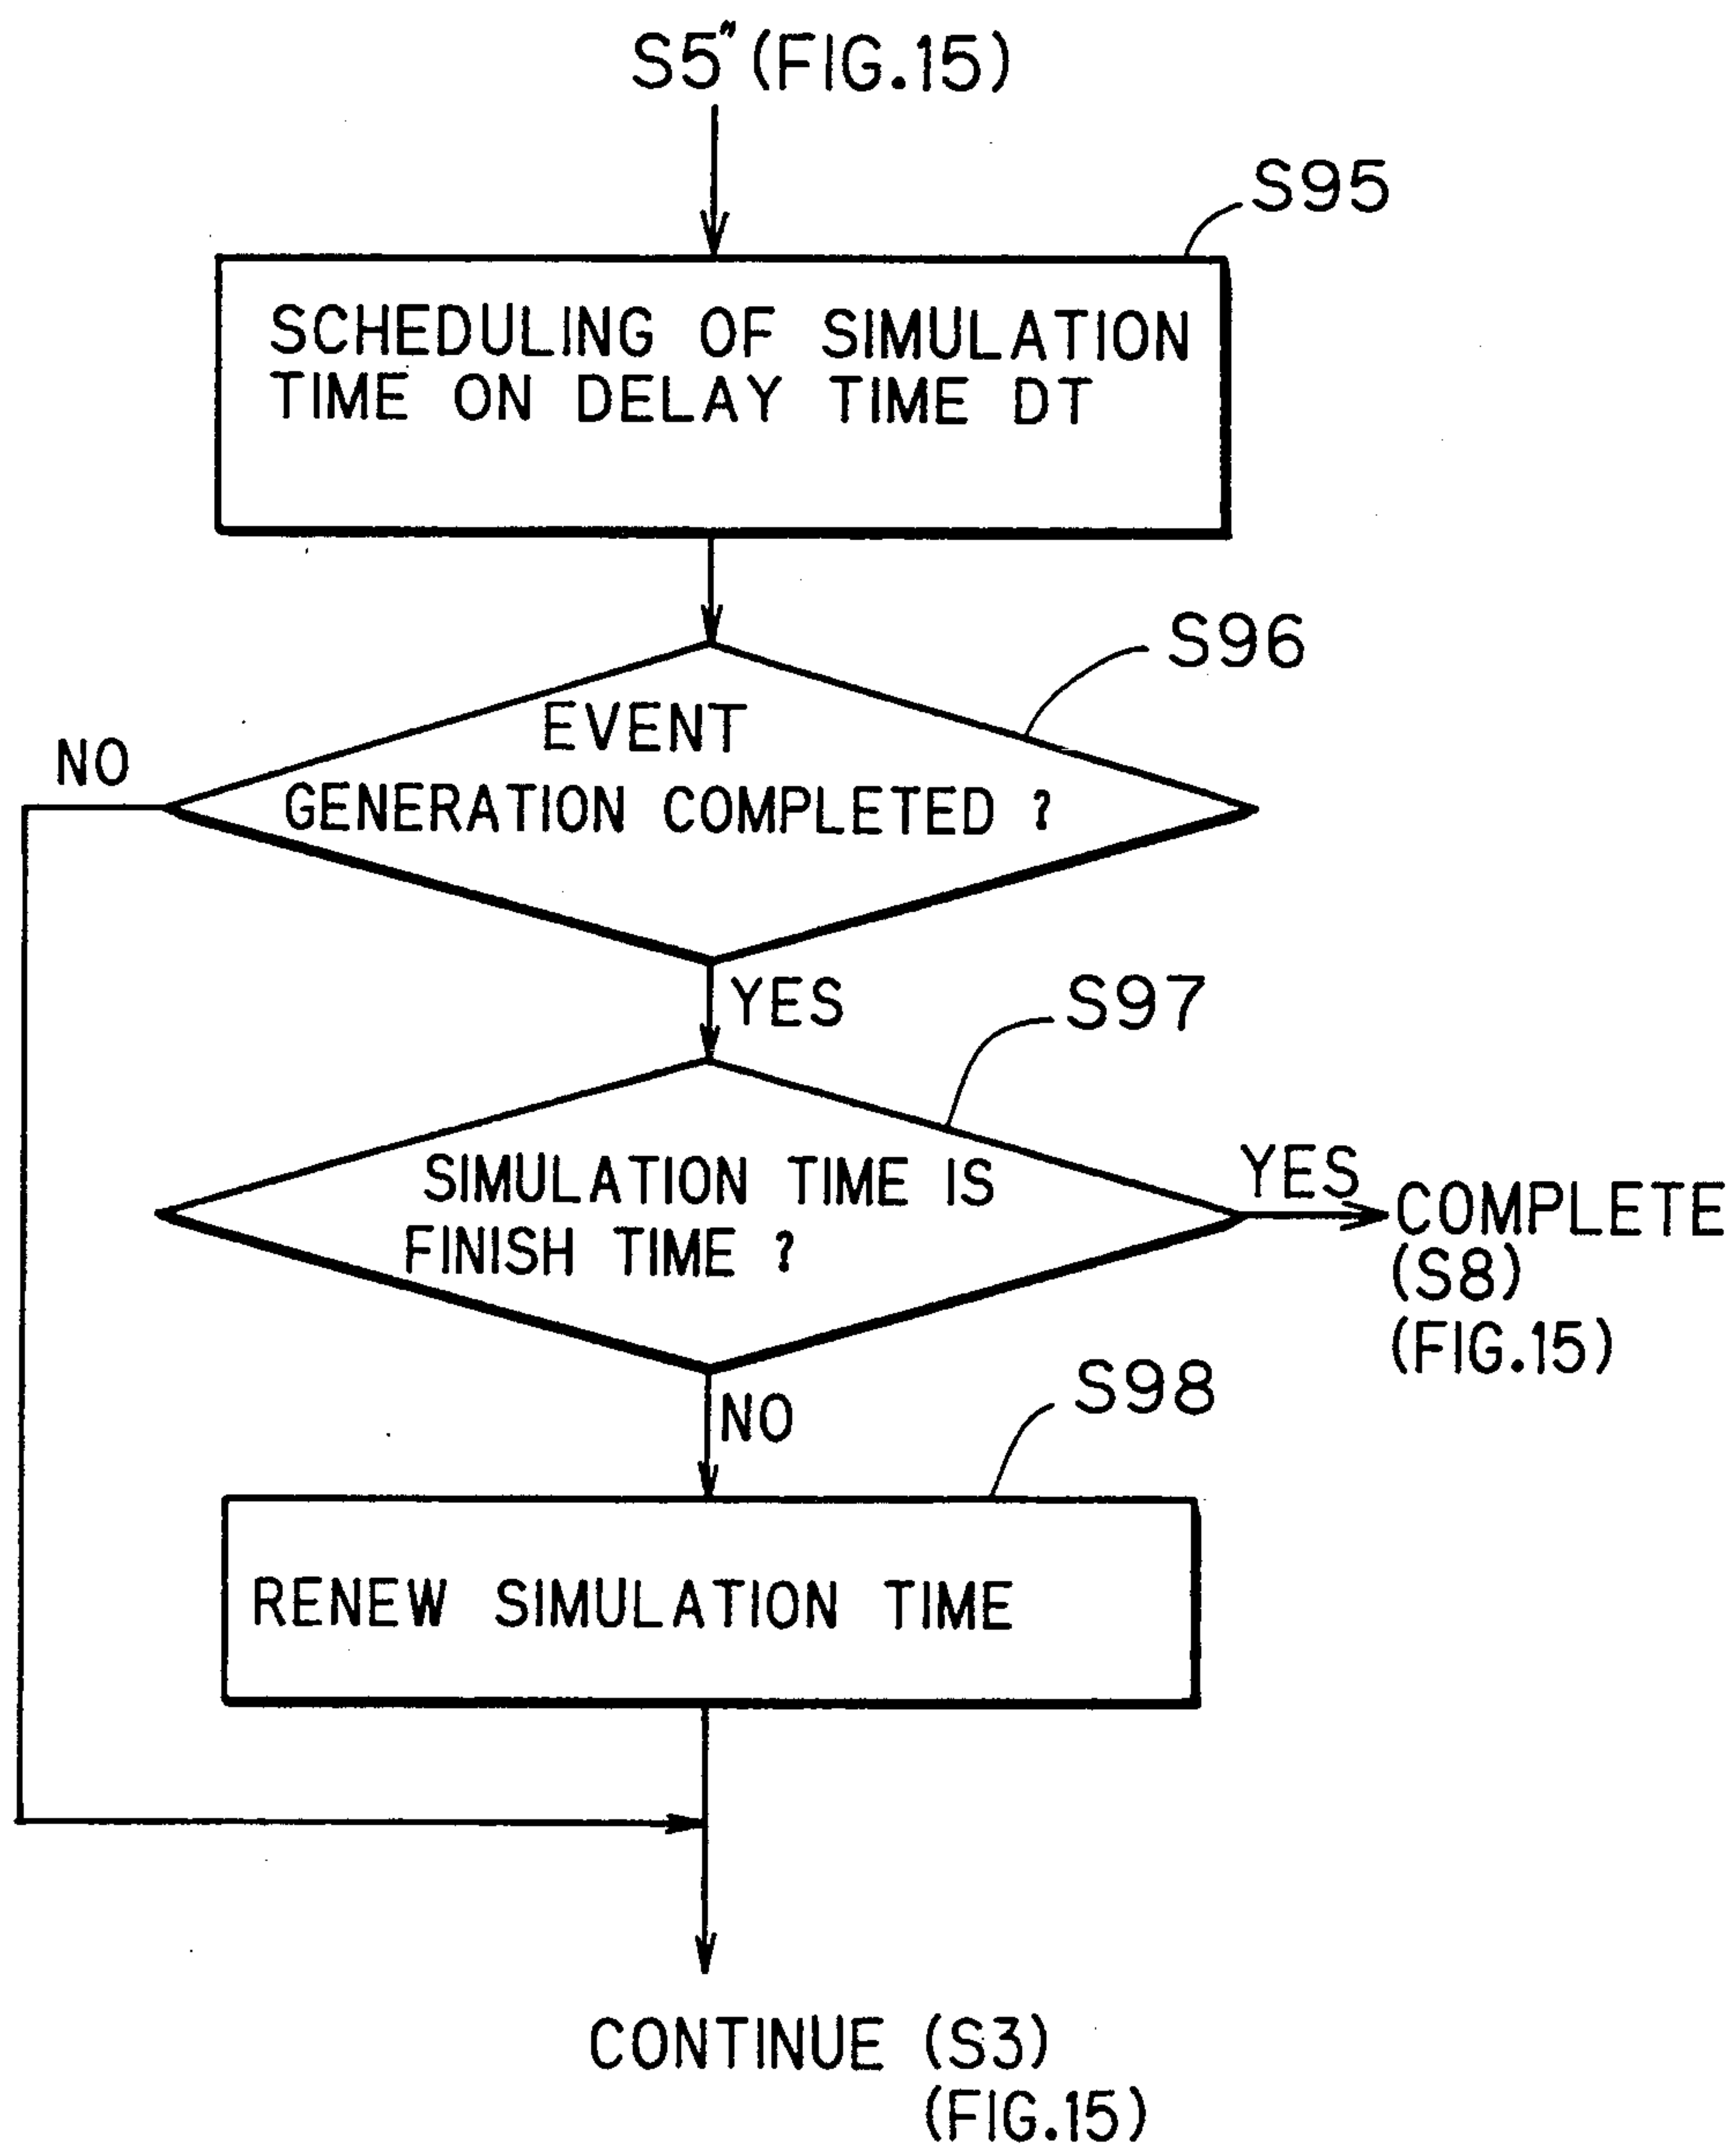 S5" (FIG.15)
S95
SCHEDULING OF SIMULATION
TIME ON DELAY TIME DT
S96
EVENT
GENERATION COMPLETED ?
NO
YES
S97
SIMULATION TIME IS
FINISH TIME ?
YES
COMPLETE
(S8)
(FIG.15)
NO
S98
RENEW SIMULATION TIME
CONTINUE (S3)
(FIG.15)